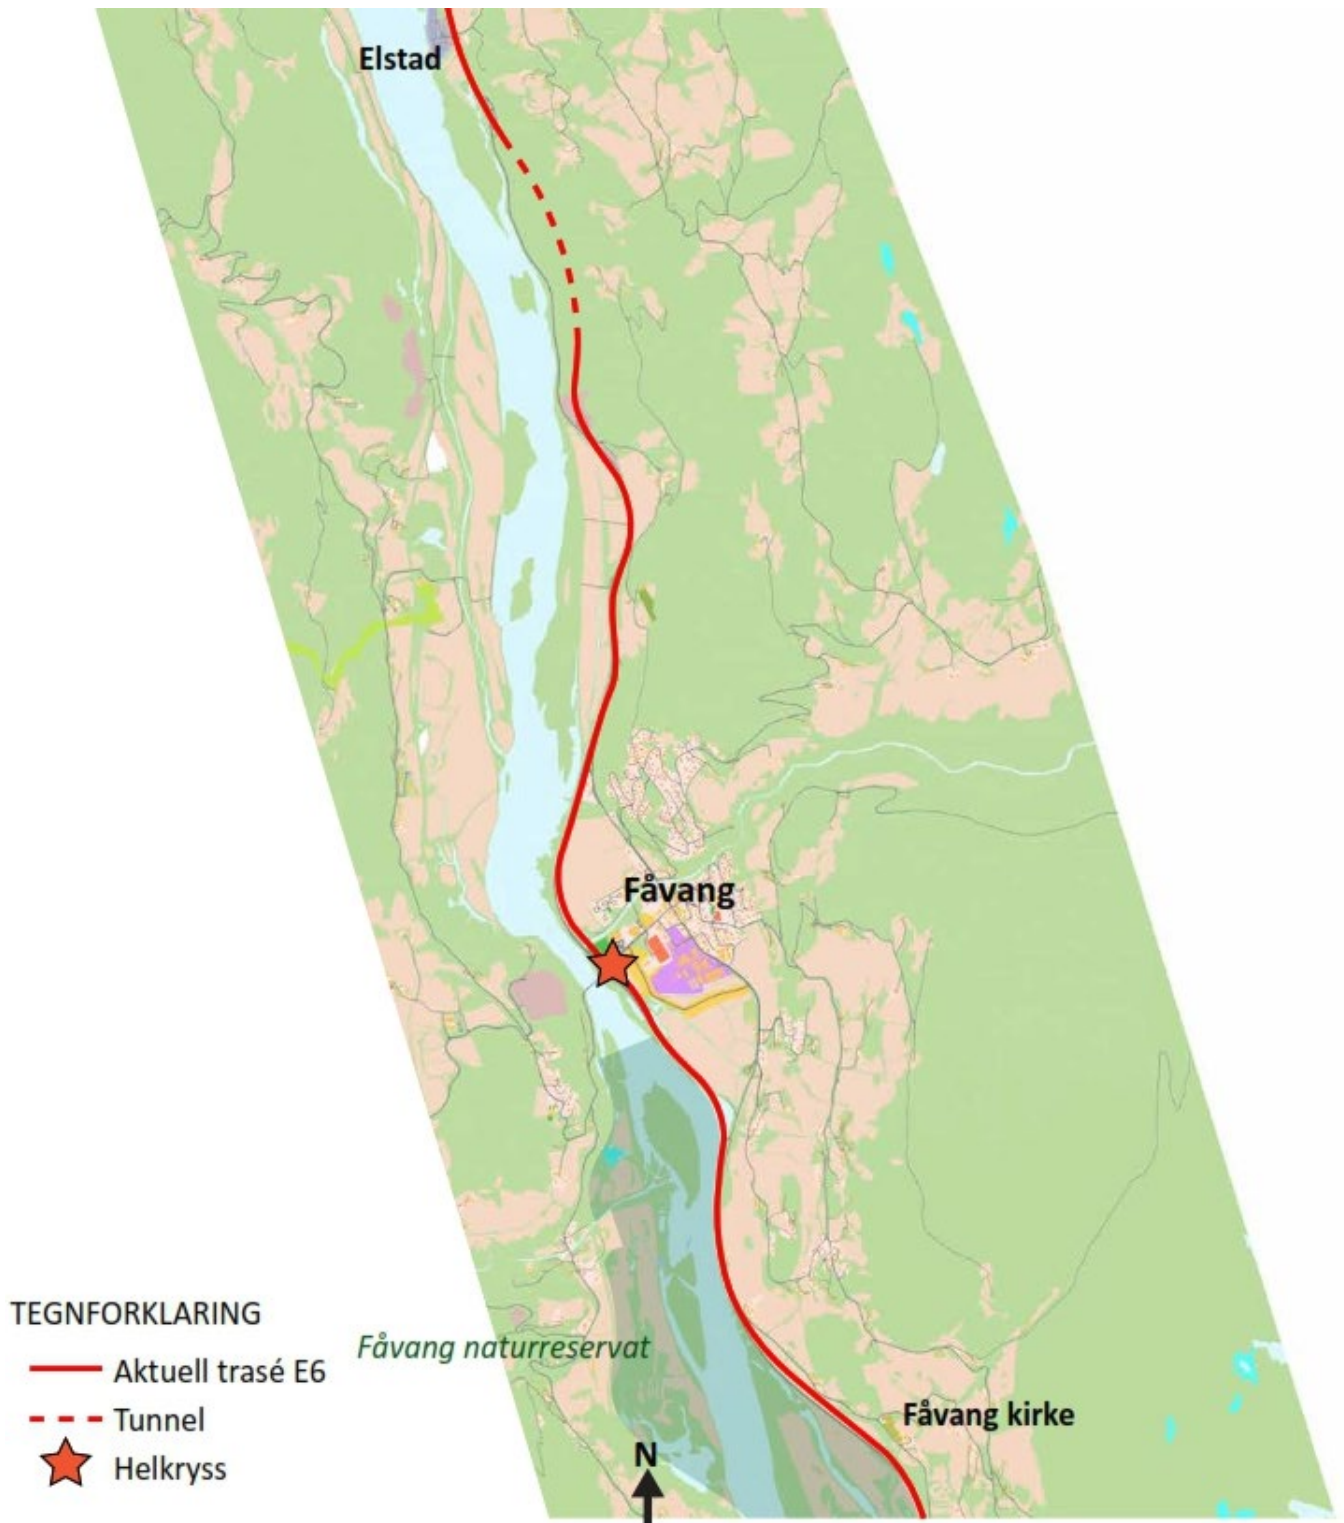 Elstad
Fåvang
TEGNFORKLARING
Aktuell trasé E6
Tunnel
Helkryss
Fåvang naturreservat
Fåvang kirke
N